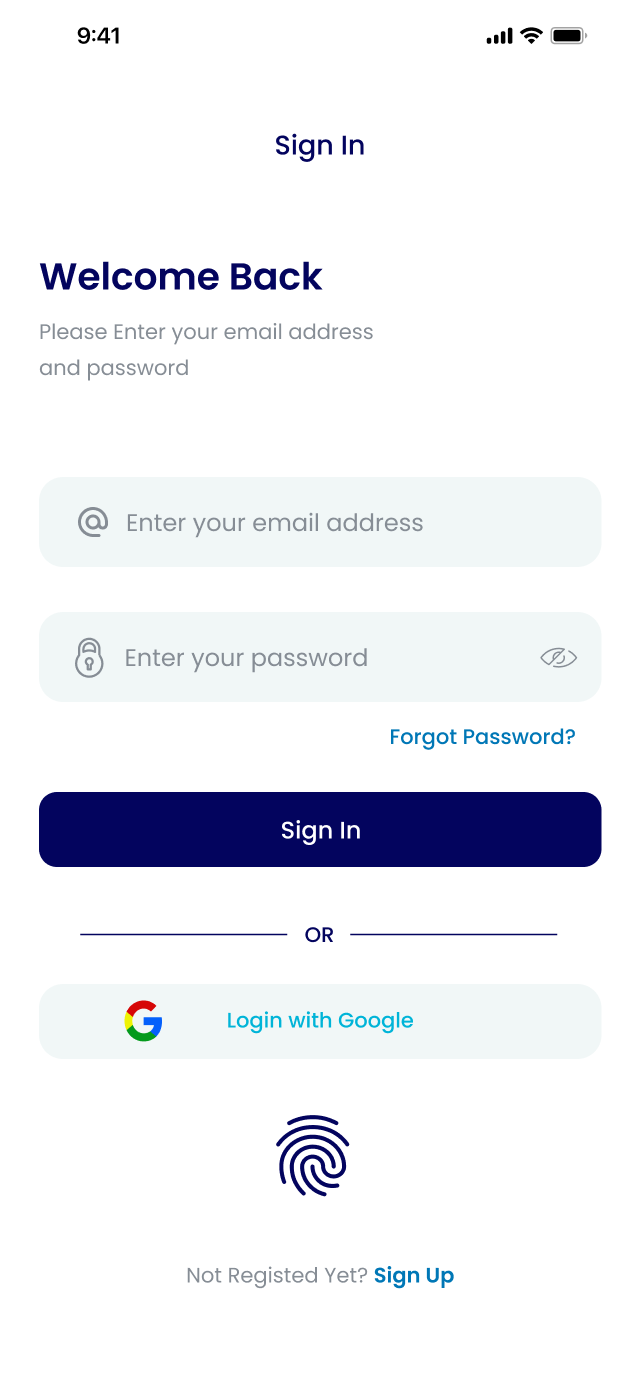 9:41
Sign In
Welcome Back
Please Enter your email address
and password
Enter your email address
Enter your password
Forgot Password?
Sign In
OR
Login with Google
Not Registed Yet? Sign Up